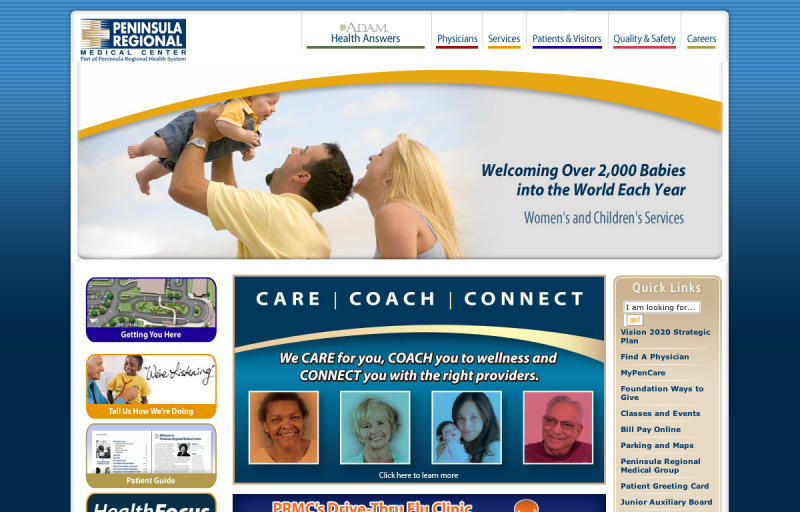 PENINSULA
REGIONAL
MEDICAL CENTER
Part of Peninsula Regional Health System
ADAM.
Health Answers
Physicians
Services
Patients & Visitors
Quality & Safety
Careers
Welcoming Over 2,000 Babies
into the World Each Year
Women's and Children's Services
Getting You Here
"We're Listening"
Tell Us How We're Doing
Patient Guide
HealthFocus
CARE | COACH | CONNECT
We CARE for you, COACH you to wellness and
CONNECT you with the right providers.
Click here to learn more
PRMC's Drive-Thru Flu Clinic
Quick Links
I am looking for...
go!
Vision 2020 Strategic
Plan
Find A Physician
MyPenCare
Foundation Ways to
Give
Classes and Events
Bill Pay Online
Parking and Maps
Peninsula Regional
Medical Group
Patient Greeting Card
Junior Auxiliary Board